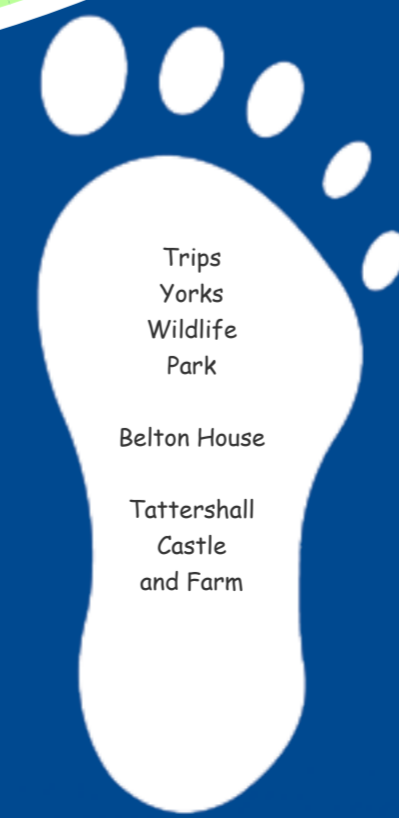 Trips
Yorks
Wildlife
Park
Belton House
Tattershall
Castle
and Farm